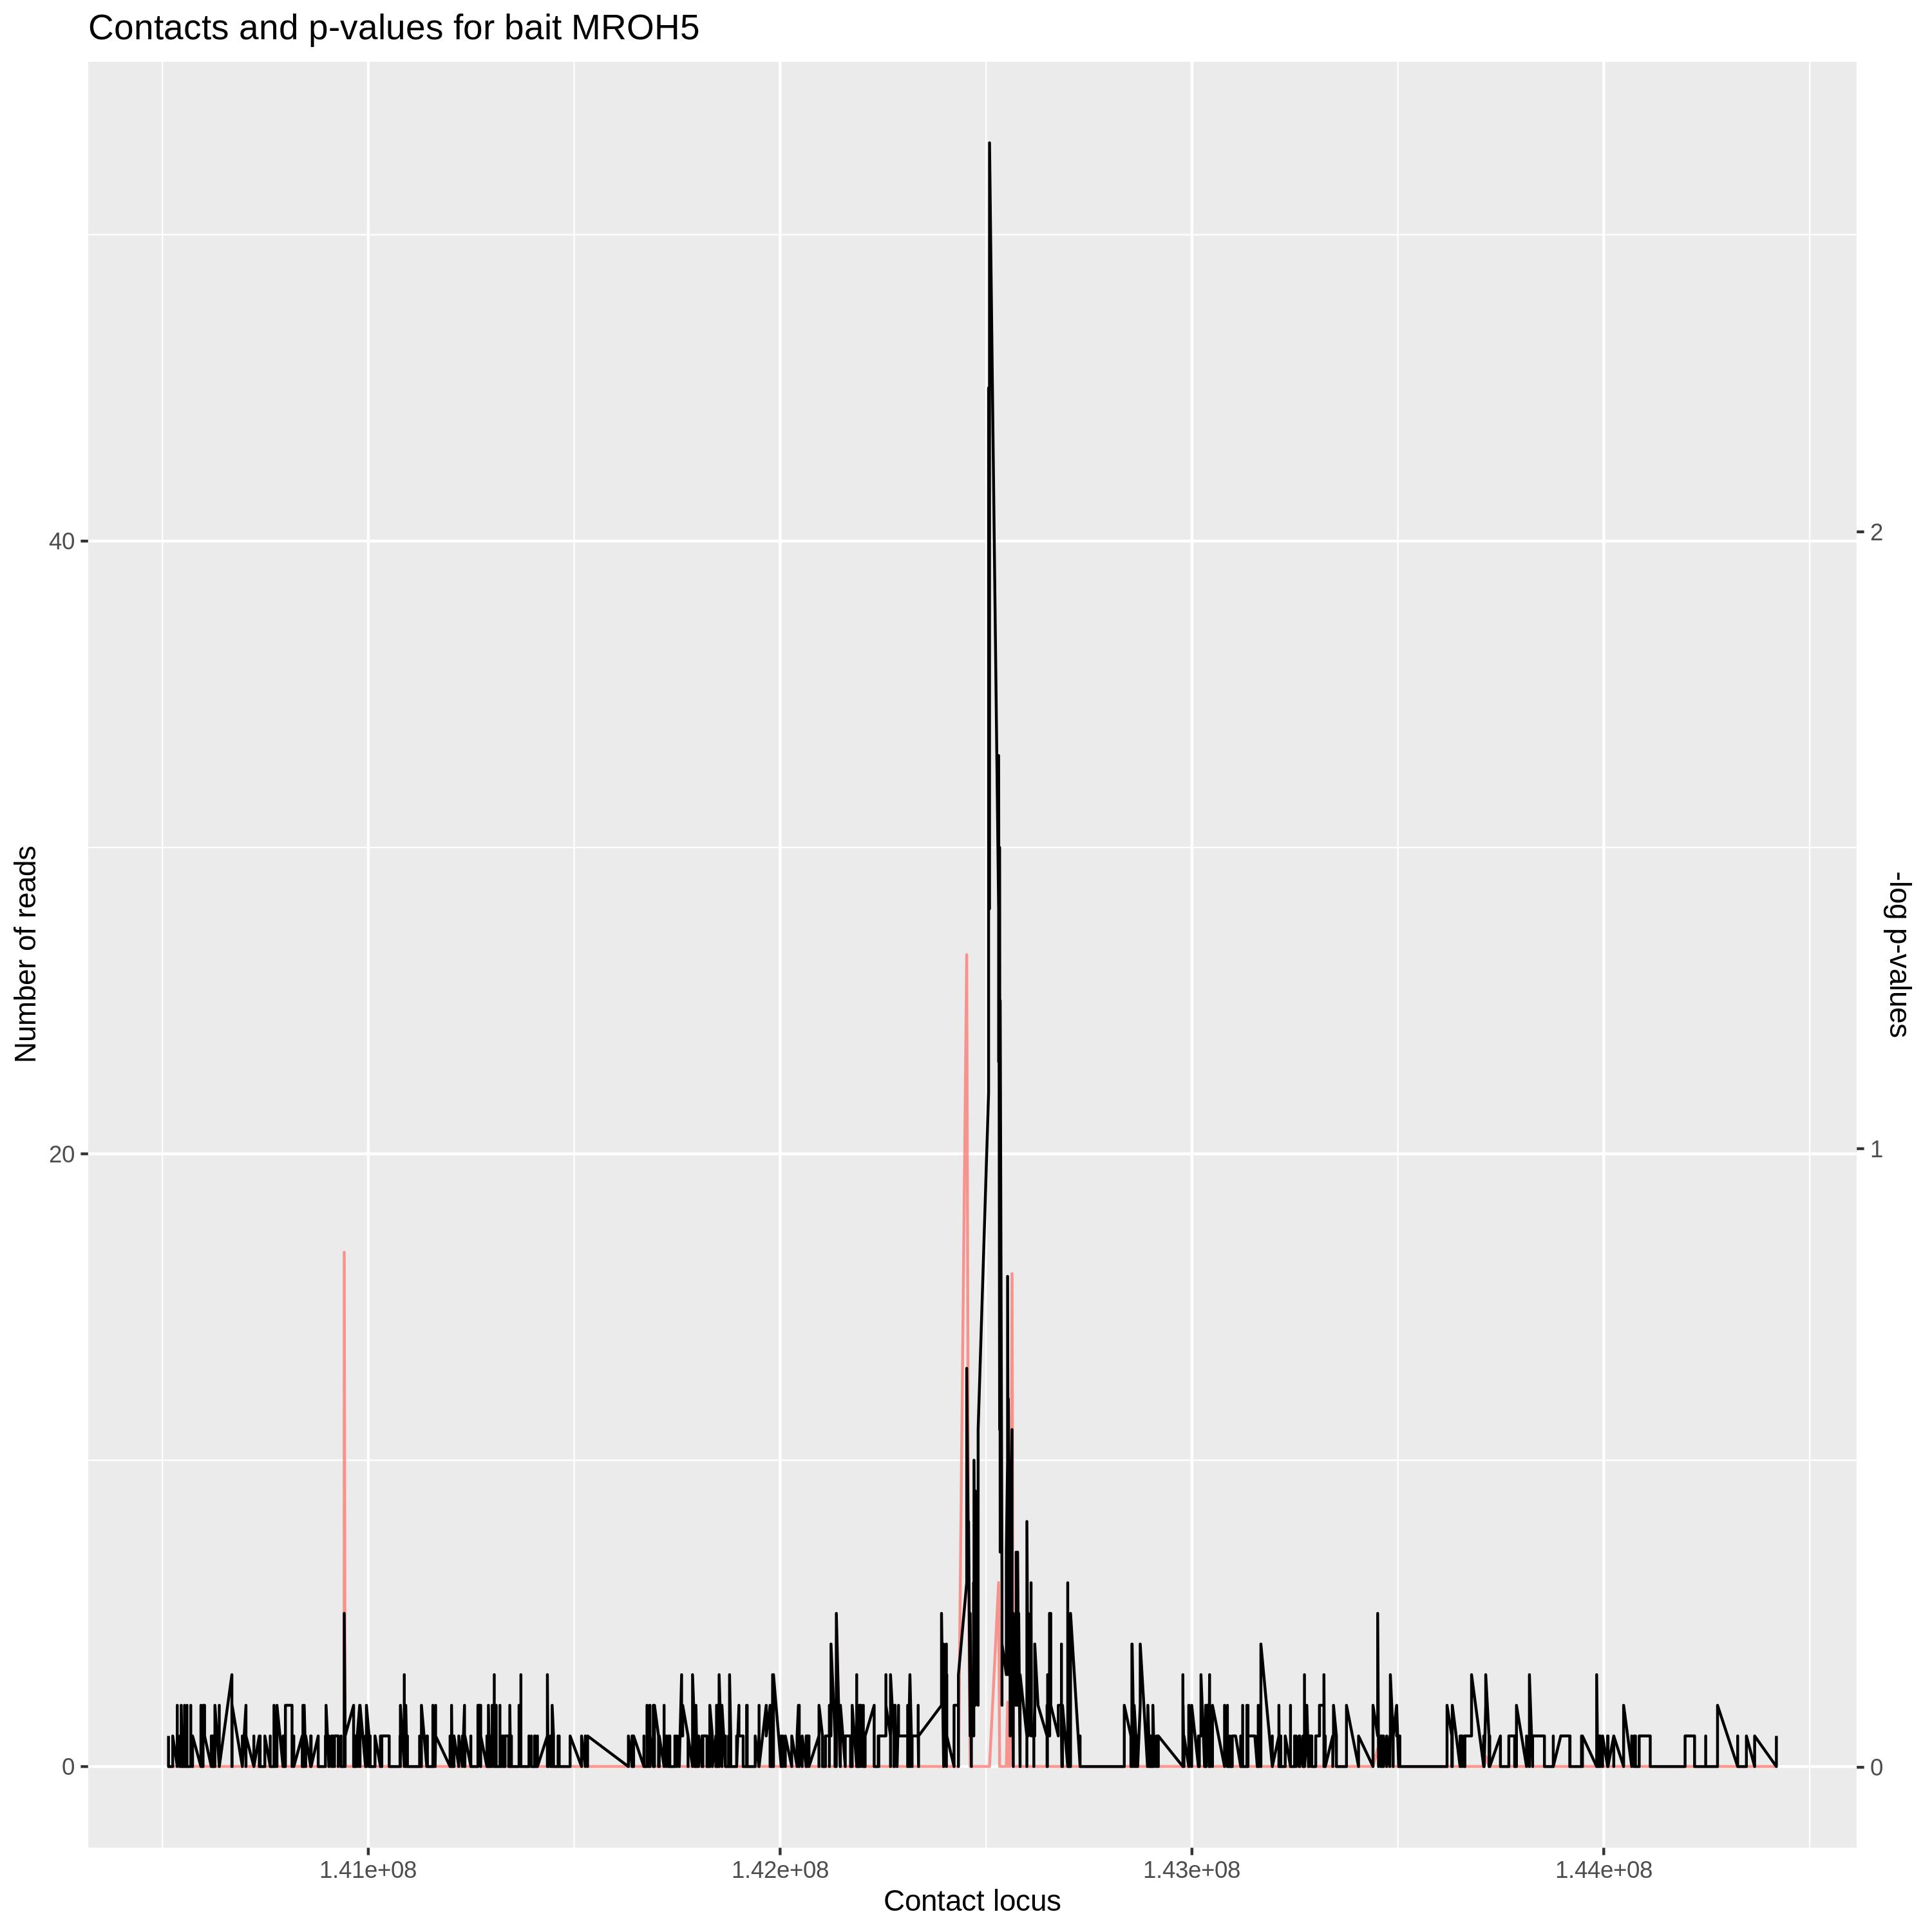 Contacts and p-values for bait MROH5
Number of reads
40
20
0
2
1
0
-log p-values
1.41e+08 1.42e+08 1.43e+08 1.44e+08
Contact locus